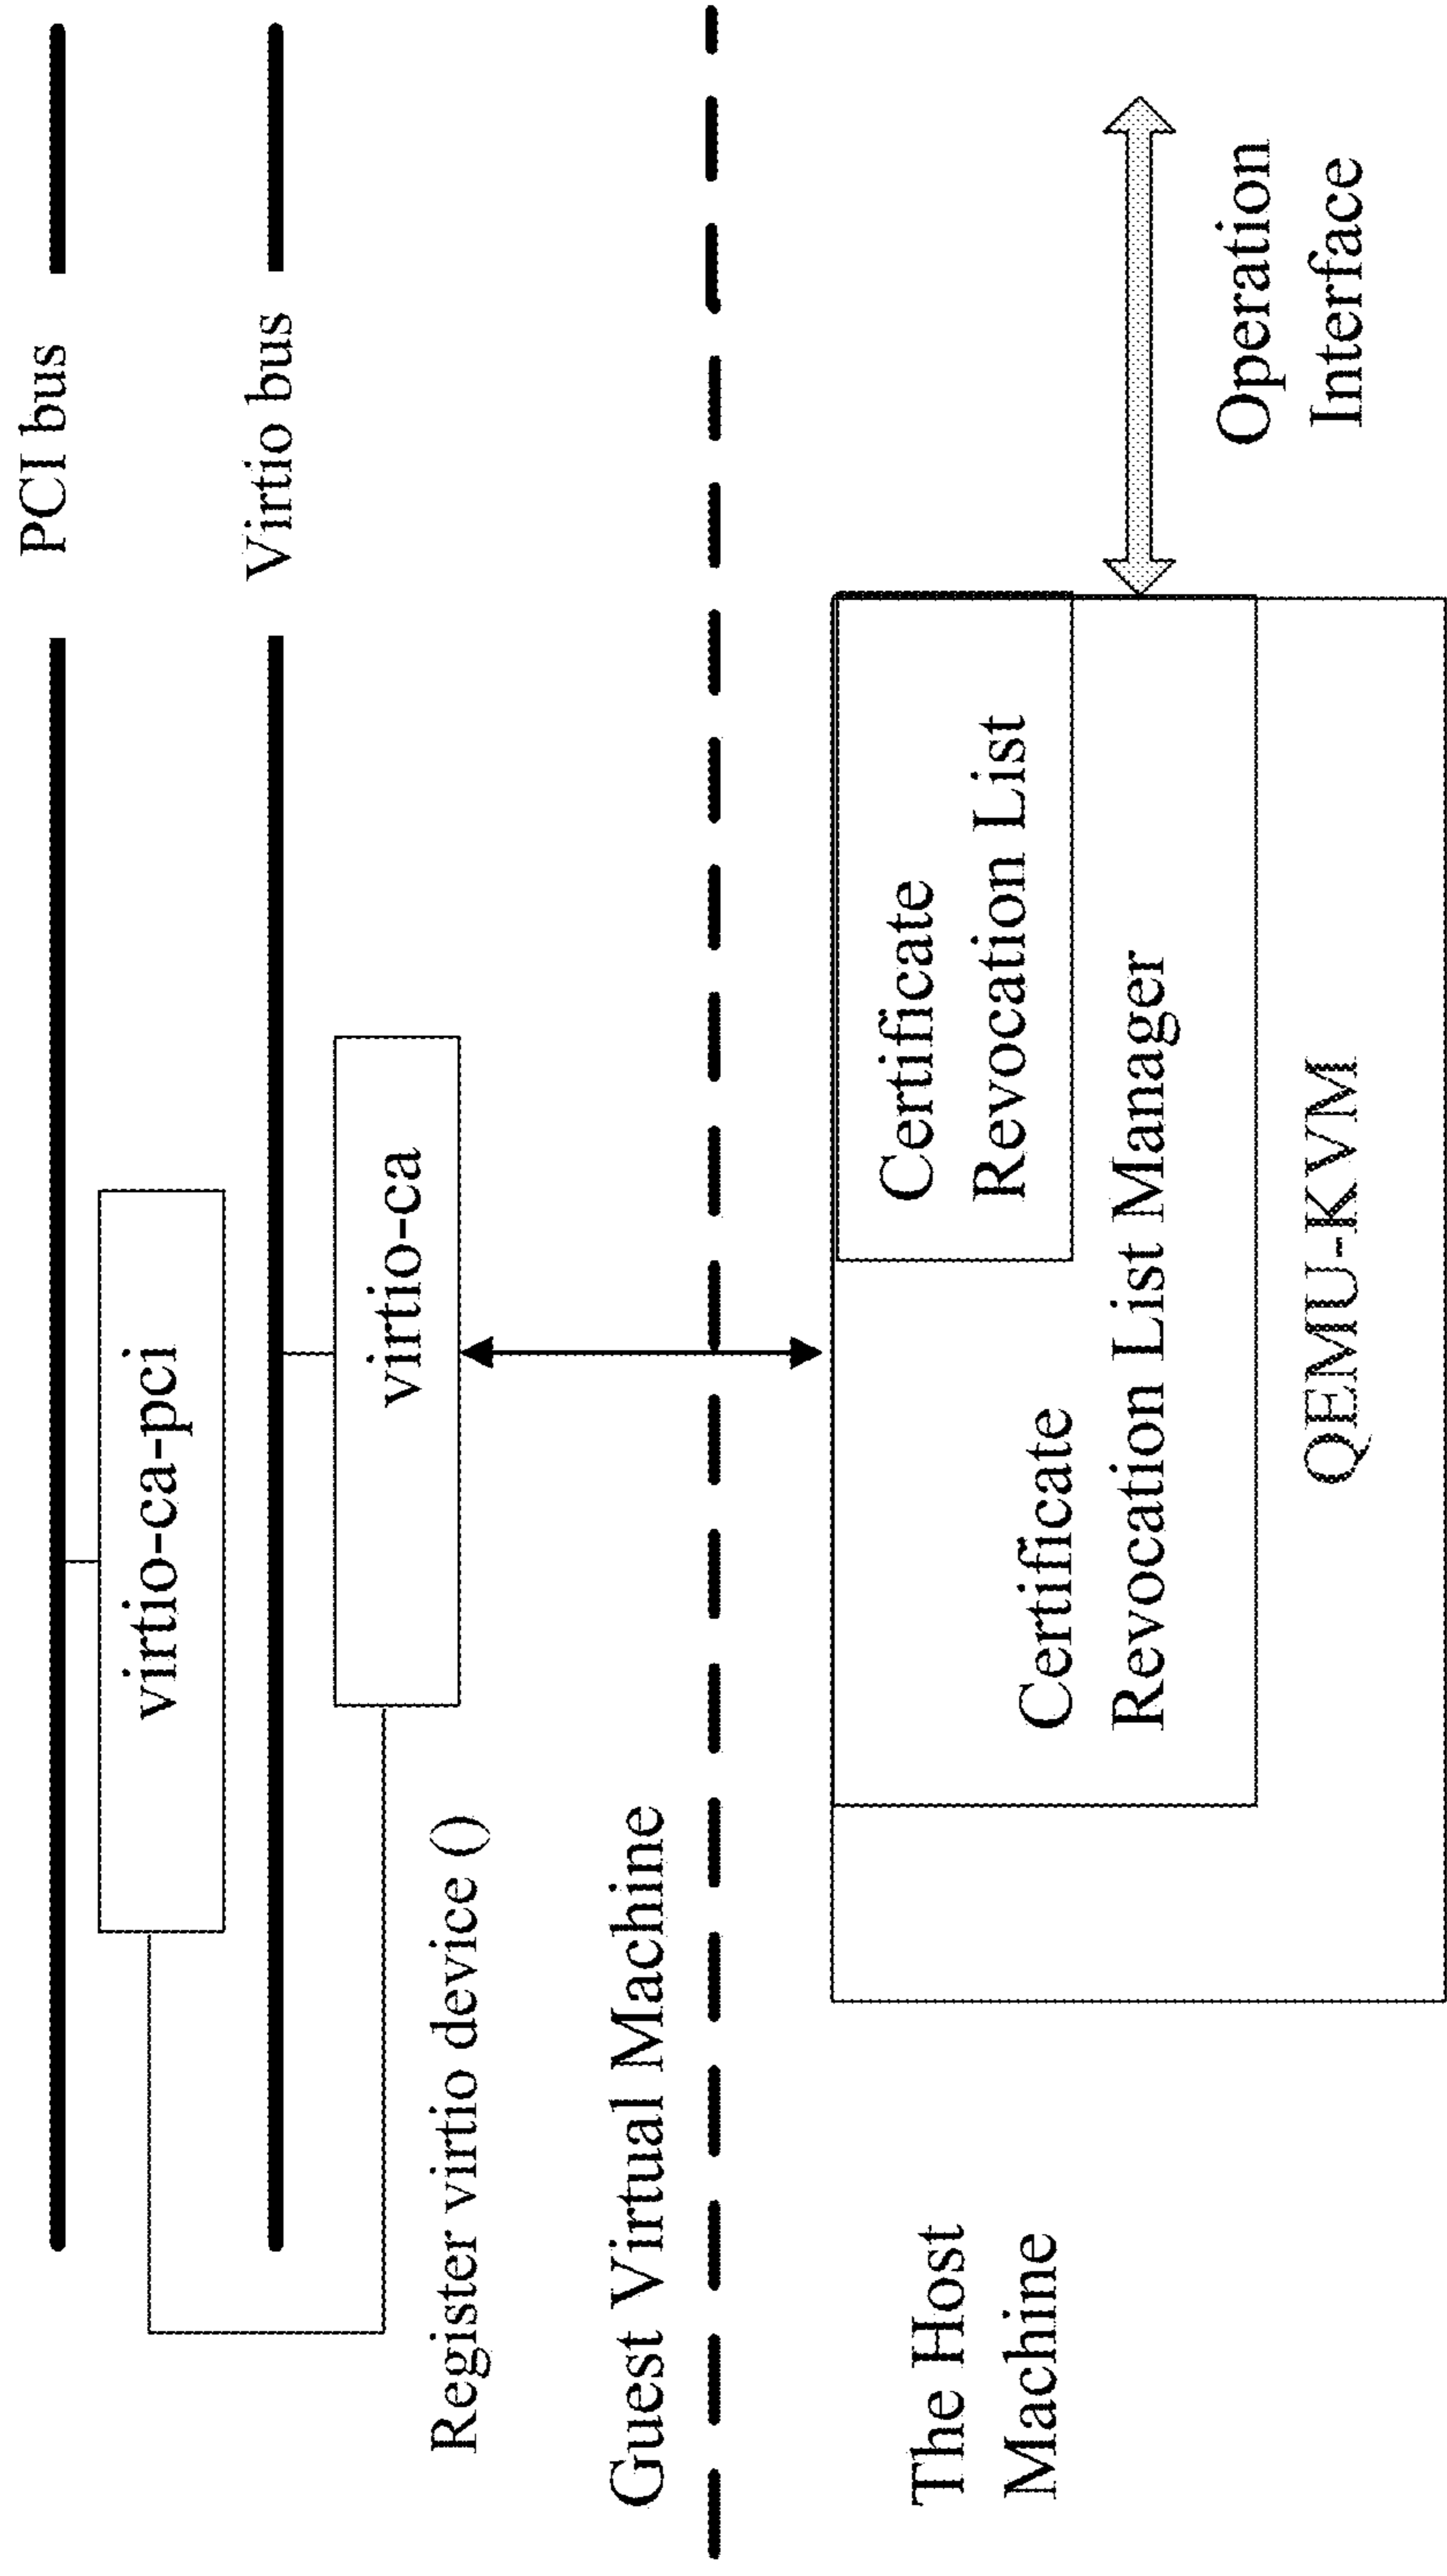 PCI bus
virtio-ca-pci
Virtio bus
virtio-ca
Register virtio device ()
Guest Virtual Machine
The Host
Machine
Certificate
Revocation List
Certificate
Revocation List Manager
QEMU-KVM
Operation
Interface